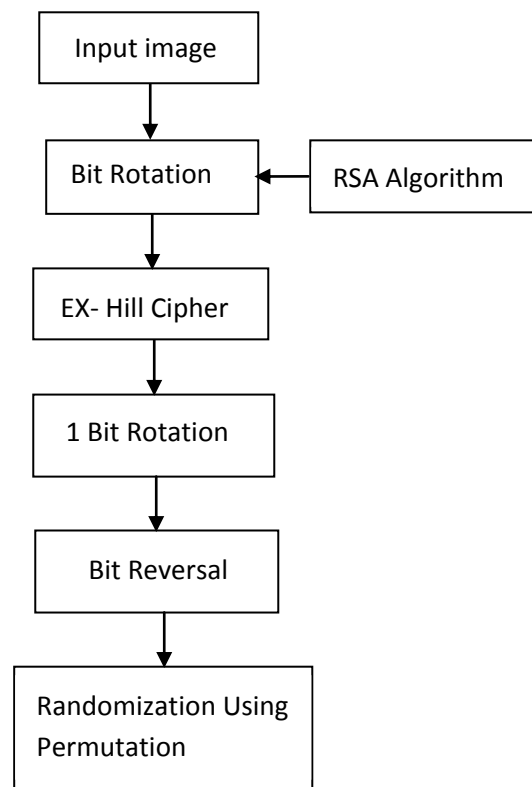 Input image
Bit Rotation
RSA Algorithm
EX- Hill Cipher
1 Bit Rotation
Bit Reversal
Randomization Using
Permutation